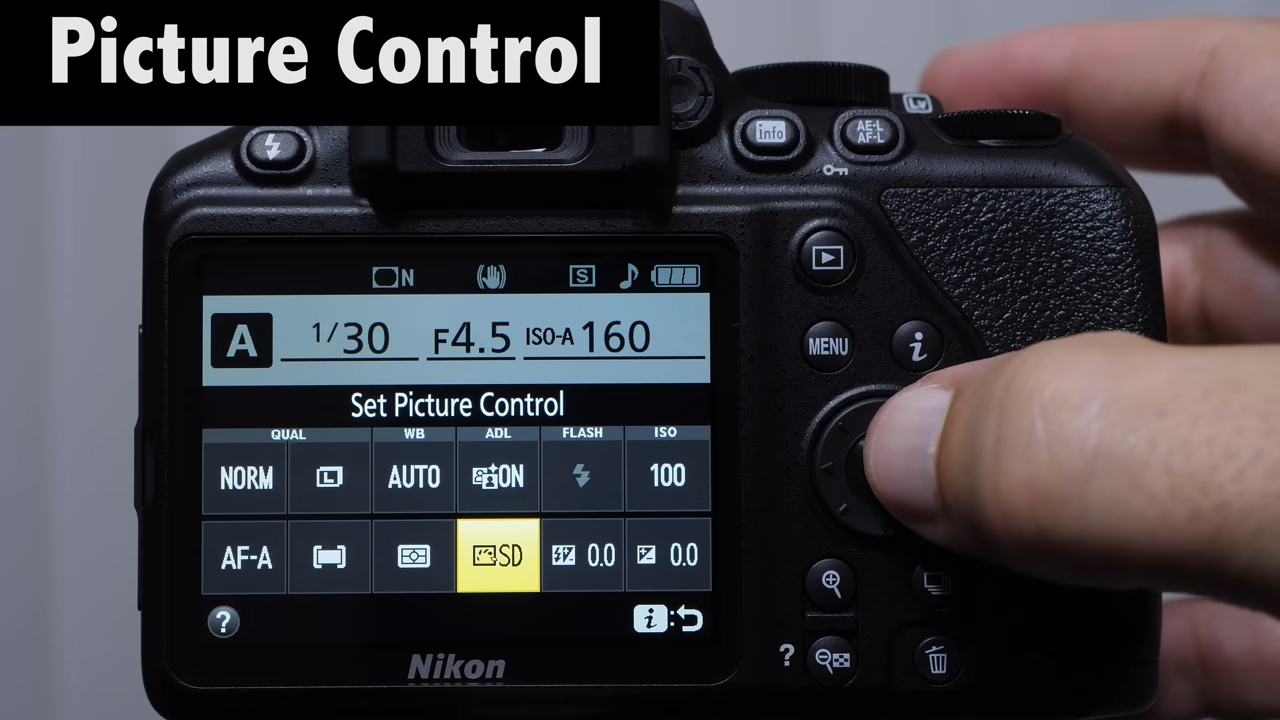 Picture Control
Lv
info
AE-L
AF-L
N
S
A 1/30 F4.5 ISO-A 160
MENU
i
Set Picture Control
QUAL WB ADL FLASH ISO
NORM L AUTO ON 100
AF-A SD 0.0 0.0
? i:
Nikon
?